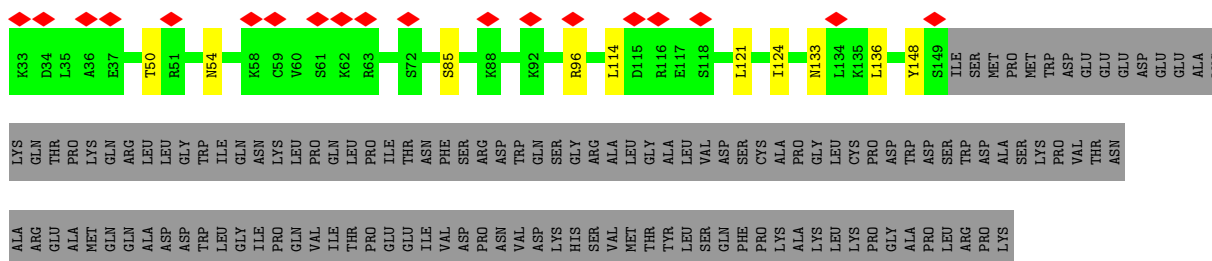 K33 D34 L35 A36 E37 T50 R51 N54 K58 C59 V60 S61 K62 R63 S72 S85 K88 K92 R96 L114 D115 R116 E117 S118 L121 I124 N133 L134 K135 L136 Y148 S149 ILE SER MET PRO MET TRP ASP GLU GLU GLU ASP GLU GLU ALA
LYS GLN THR PRO LYS GLN ARG LEU LEU GLY TRP ILE GLN ASN LYS LEU PRO GLN LEU PRO ILE THR ASN PHE SER ARG ASP TRP GLN SER GLY ARG ALA LEU GLY ALA LEU VAL ASP SER CYS ALA PRO GLY LEU CYS PRO ASP TRP ASP SER TRP ASP ALA SER LYS PRO VAL THR ASN
ALA ARG GLU ALA MET GLN GLN ALA ASP ASP TRP LEU GLY ILE PRO GLN VAL ILE THR PRO GLU GLU ILE VAL ASP PRO ASN VAL ASP LYS HIS SER VAL MET THR TYR LEU SER GLN PHE PRO LYS ALA LYS LEU LYS PRO GLY ALA PRO LEU ARG PRO LYS